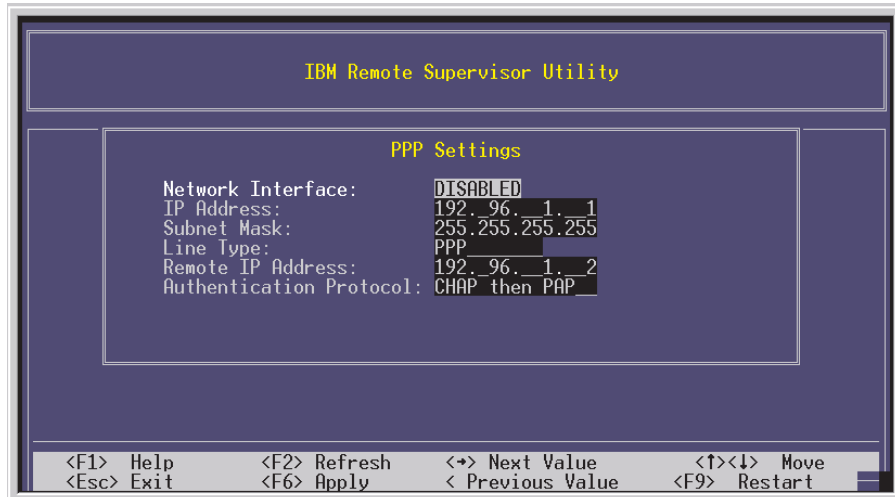 IBM Remote Supervisor Utility
PPP Settings
Network Interface: DISABLED
IP Address: 192._96.__1.__1
Subnet Mask: 255.255.255.255
Line Type: PPP_______
Remote IP Address: 192._96.__1.__2
Authentication Protocol: CHAP then PAP__
<F1> Help <F2> Refresh <→> Next Value <↑><↓> Move
<Esc> Exit <F6> Apply < Previous Value <F9> Restart